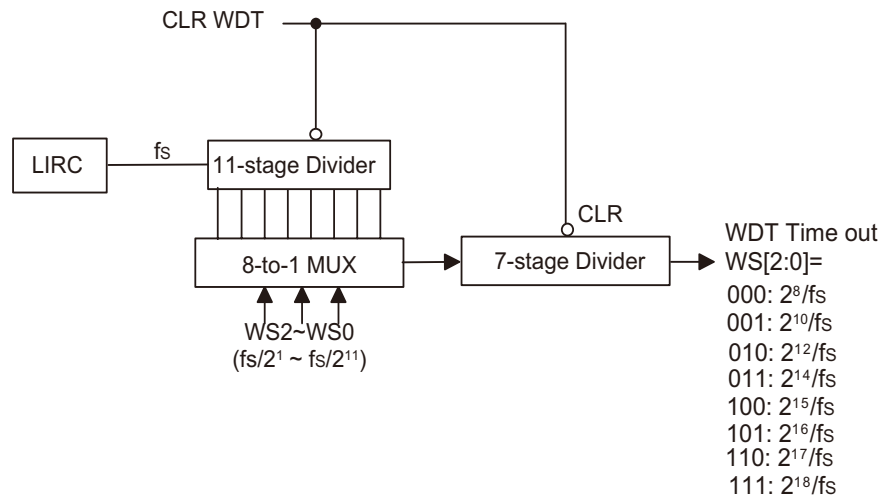 CLR WDT
LIRC
fS
11-stage Divider
CLR
8-to-1 MUX
7-stage Divider
WS2~WS0
(fs/2¹ ~ fS/2¹¹)
WDT Time out
WS[2:0]=
000: 2⁸/fS
001: 2¹⁰/fS
010: 2¹²/fS
011: 2¹⁴/fS
100: 2¹⁵/fS
101: 2¹⁶/fS
110: 2¹⁷/fS
111: 2¹⁸/fS